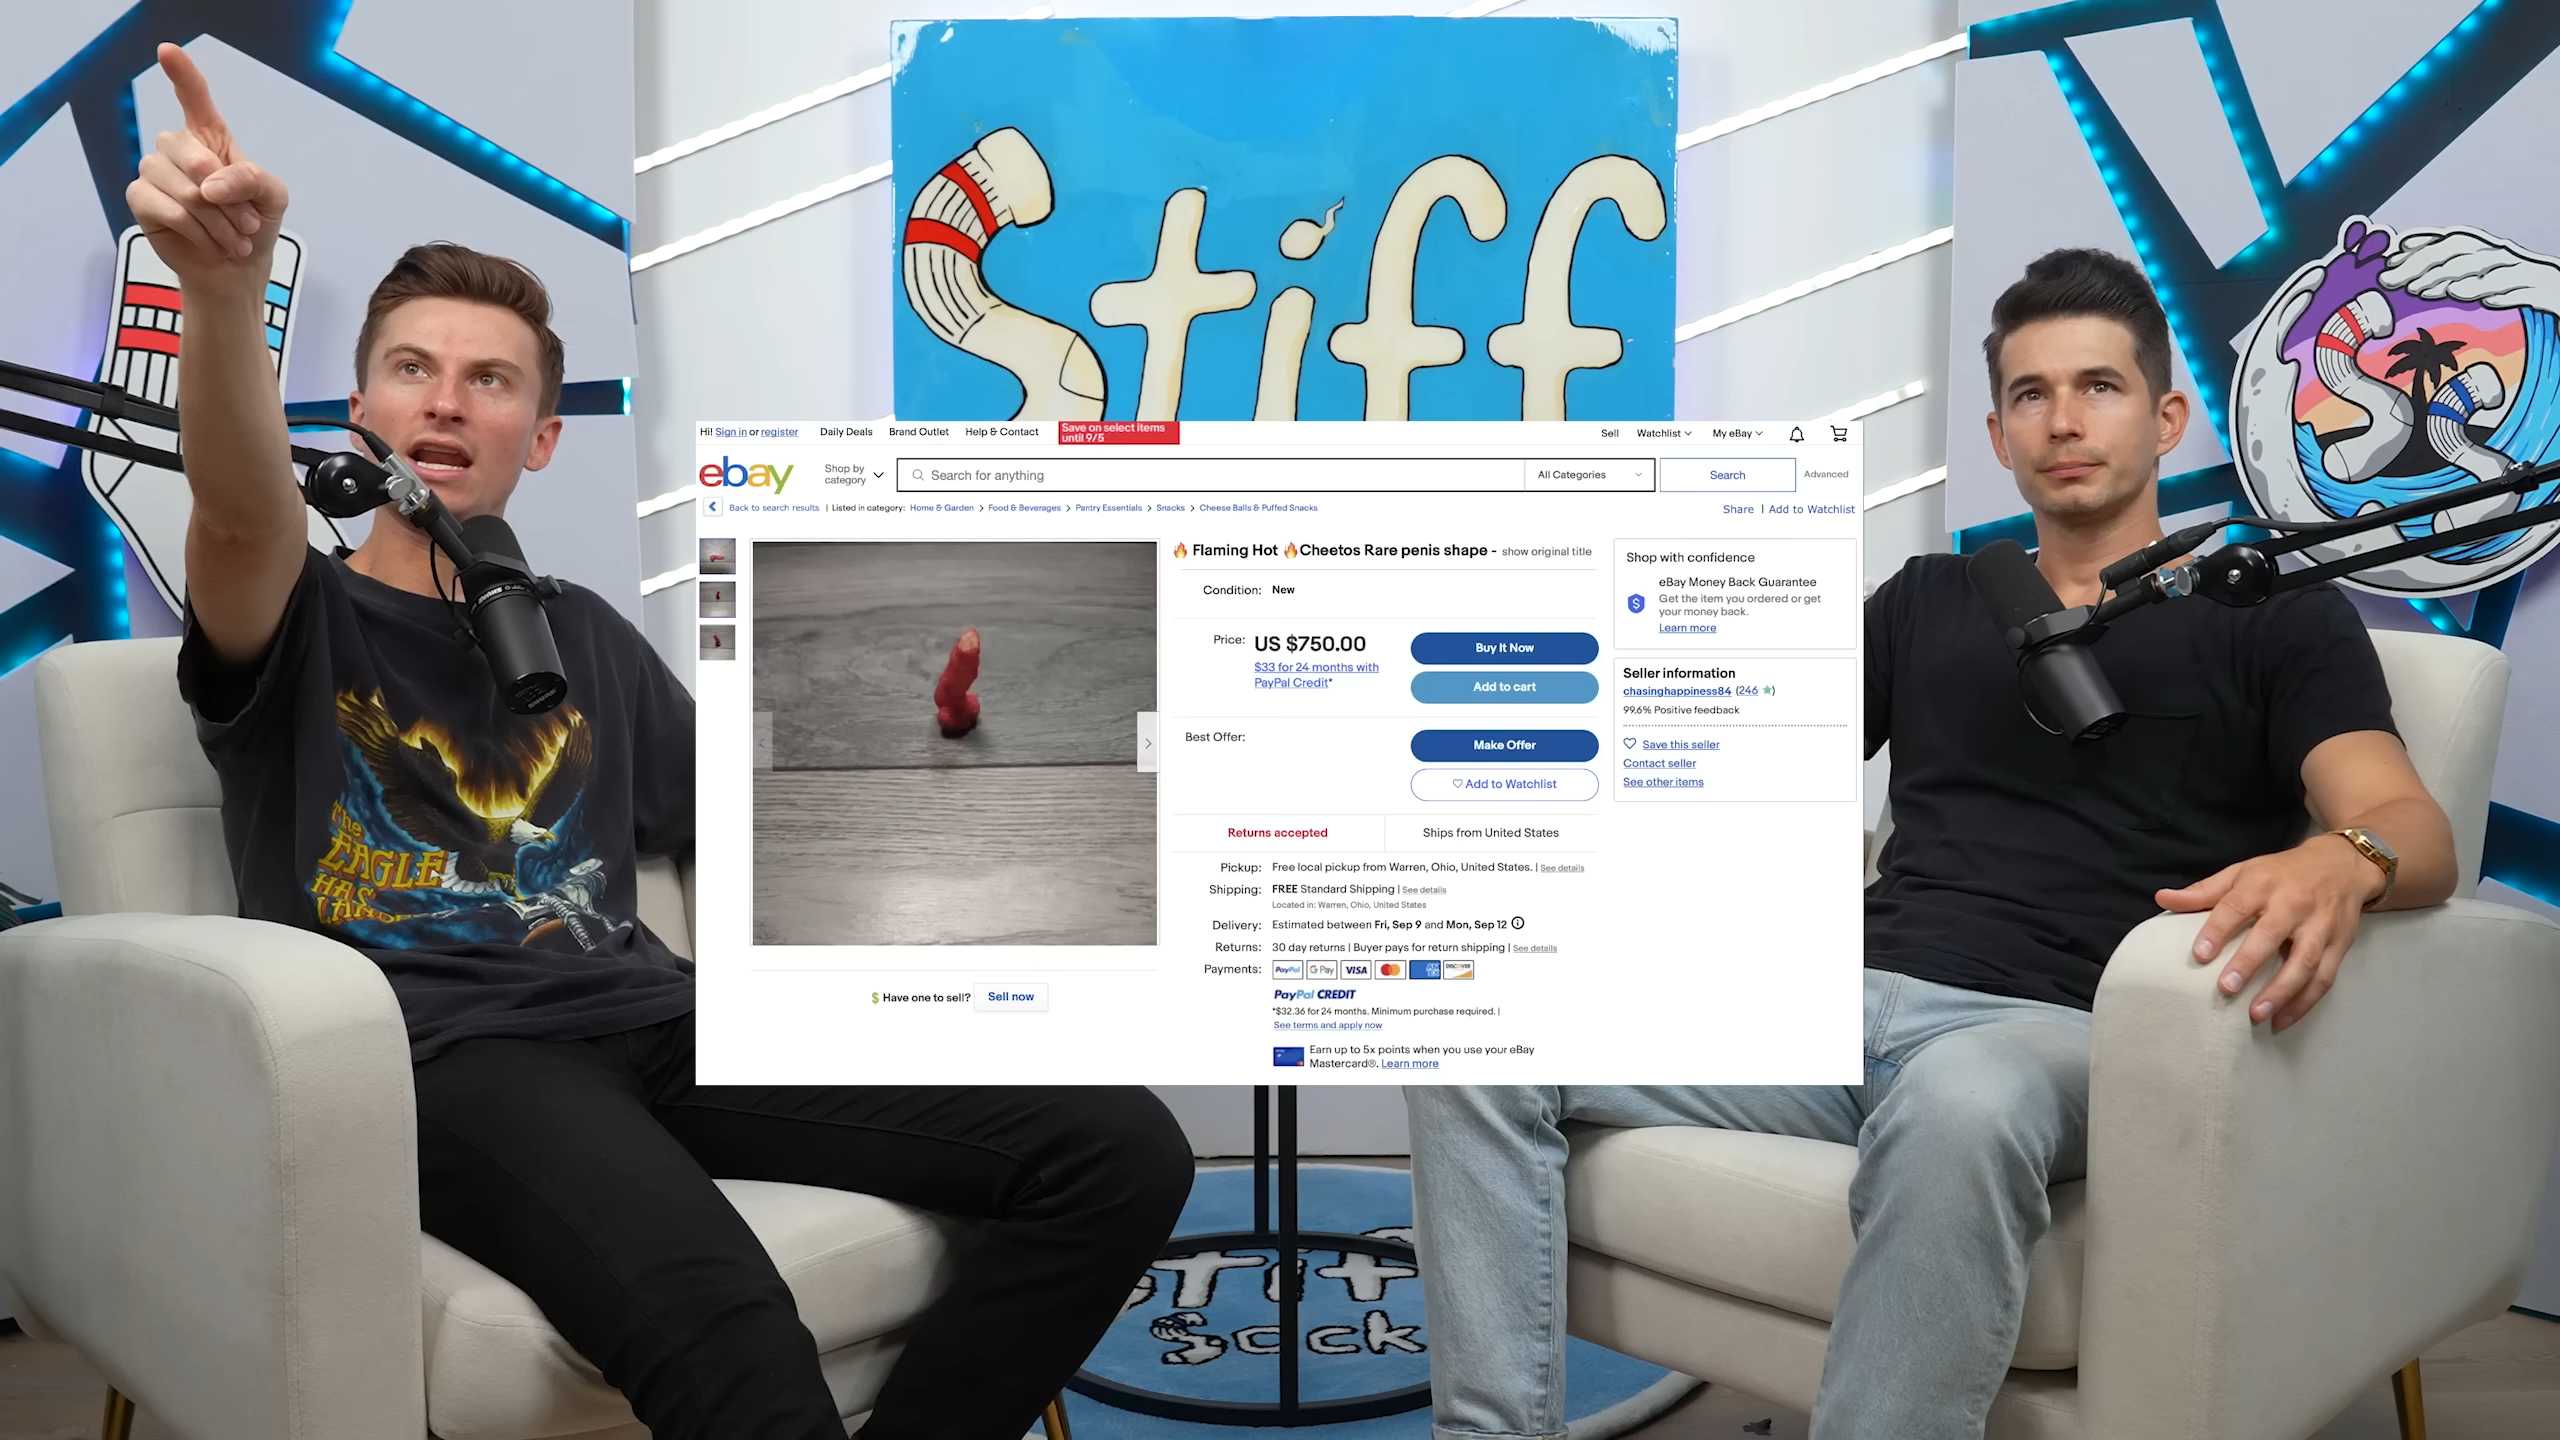 Stiff
Hi! Sign in or register
Daily Deals
Brand Outlet
Help & Contact
Save on select items
until 9/5
Sell
Watchlist
My eBay
ebay
Shop by
category
Search for anything
All Categories
Search
Advanced
Back to search results | Listed in category: Home & Garden > Food & Beverages > Pantry Essentials > Snacks > Cheese Balls & Puffed Snacks
Share | Add to Watchlist
🔥 Flaming Hot 🔥Cheetos Rare penis shape - show original title
Condition: New
Price: US $750.00
$33 for 24 months with
PayPal Credit*
Buy It Now
Add to cart
Best Offer:
Make Offer
Add to Watchlist
Returns accepted
Ships from United States
Pickup: Free local pickup from Warren, Ohio, United States. | See details
Shipping: FREE Standard Shipping | See details
Located in: Warren, Ohio, United States
Delivery: Estimated between Fri, Sep 9 and Mon, Sep 12
Returns: 30 day returns | Buyer pays for return shipping | See details
Payments: PayPal G Pay VISA DISCOVER
PayPal CREDIT
*$32.36 for 24 months. Minimum purchase required. |
See terms and apply now
Earn up to 5x points when you use your eBay
Mastercard®. Learn more
Have one to sell? Sell now
Shop with confidence
eBay Money Back Guarantee
Get the item you ordered or get
your money back.
Learn more
Seller information
chasinghappiness84 (246)
99.6% Positive feedback
Save this seller
Contact seller
See other items
The
EAGLE
HAS
SHURE
Stiff
Socks